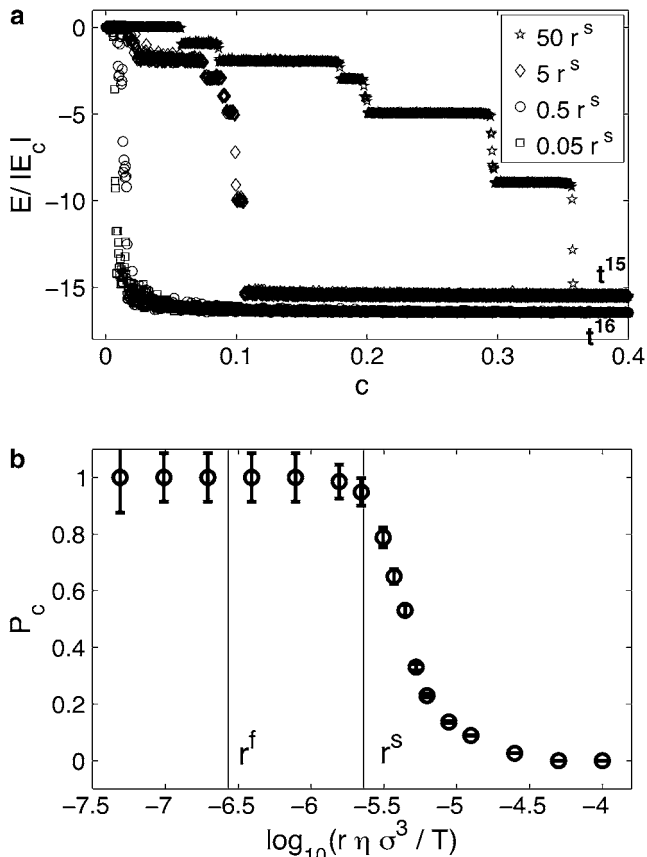 a
0
−5
−10
−15
E/ |E_c|
50 r^s
5 r^s
0.5 r^s
0.05 r^s
t^15
t^16
0 0.1 0.2 0.3 0.4
c
b
1
0.8
0.6
0.4
0.2
0
P_c
r^f
r^s
−7.5 −7 −6.5 −6 −5.5 −5 −4.5 −4
log_10(r η σ^3 / T)